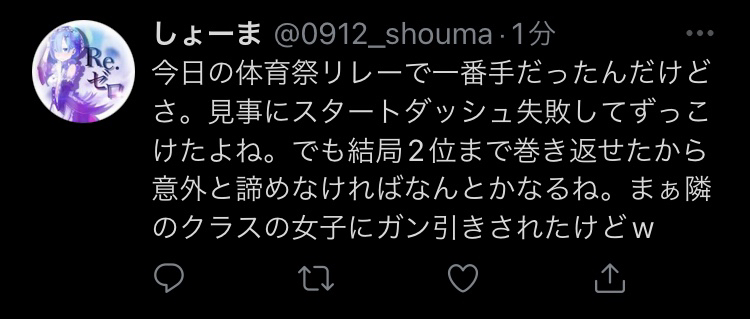 しょーま @0912_shouma·1分
Re:
ゼロ
今日の体育祭リレーで一番手だったんだけど
さ。見事にスタートダッシュ失敗してずっこ
けたよね。でも結局2位まで巻き返せたから
意外と諦めなければなんとかなるね。まぁ隣
のクラスの女子にガン引きされたけどw